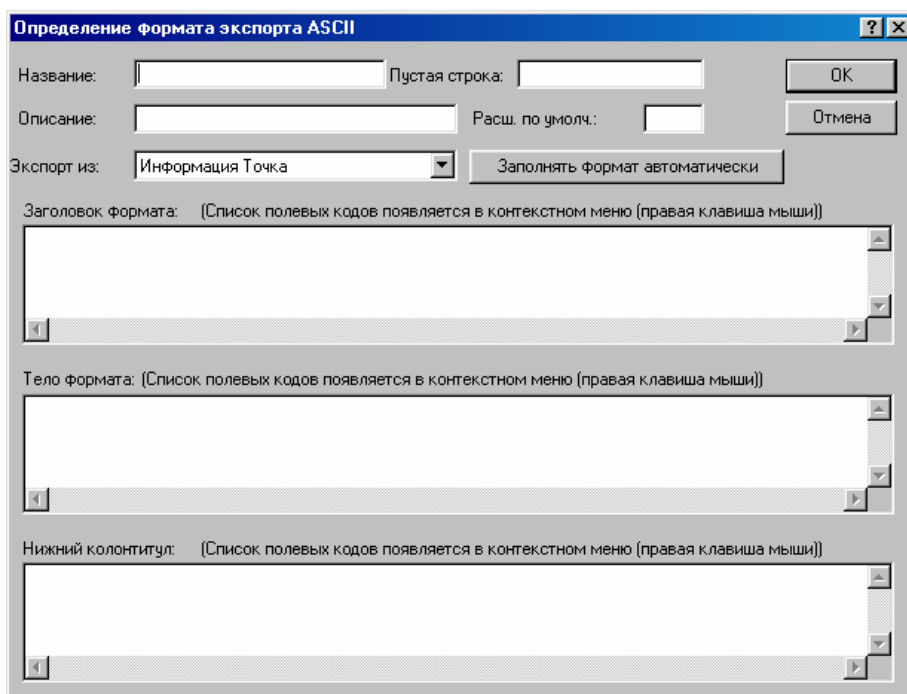 Определение формата экспорта ASCII
Название: Пустая строка: OK
Описание: Расш. по умолч.: Отмена
Экспорт из: Информация Точка Заполнять формат автоматически
Заголовок формата: (Список полевых кодов появляется в контекстном меню (правая клавиша мыши))
Тело формата: (Список полевых кодов появляется в контекстном меню (правая клавиша мыши))
Нижний колонтитул: (Список полевых кодов появляется в контекстном меню (правая клавиша мыши))